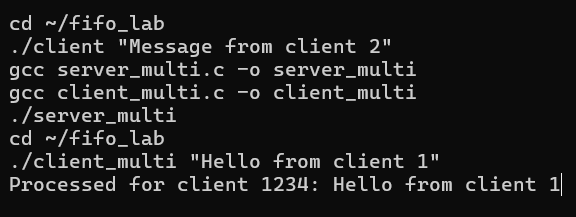 cd ~/fifo_lab
./client "Message from client 2"
gcc server_multi.c -o server_multi
gcc client_multi.c -o client_multi
./server_multi
cd ~/fifo_lab
./client_multi "Hello from client 1"
Processed for client 1234: Hello from client 1